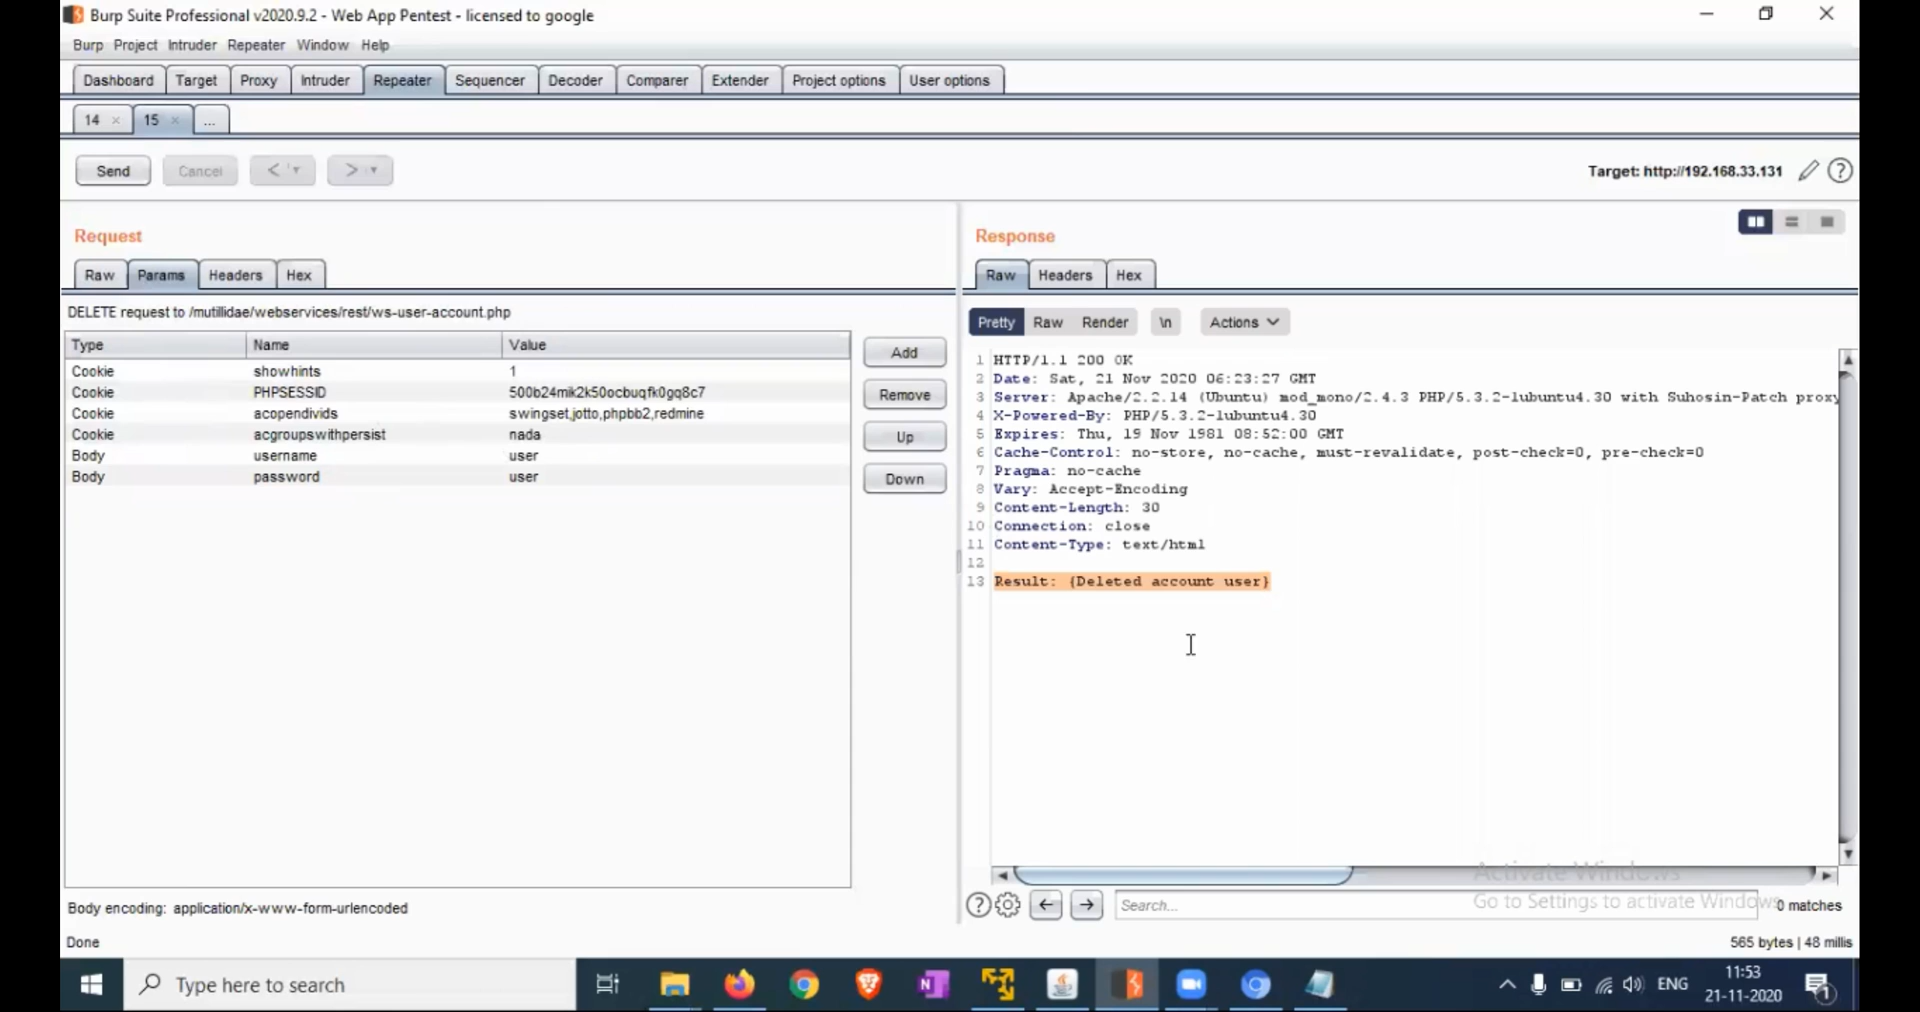 Burp Suite Professional v2020.9.2 - Web App Pentest - licensed to google
Burp Project Intruder Repeater Window Help
Dashboard Target Proxy Intruder Repeater Sequencer Decoder Comparer Extender Project options User options
14 × 15 × ...
Send Cancel < > Target: http://192.168.33.131 ?
Request
Raw Params Headers Hex
DELETE request to /mutillidae/webservices/rest/ws-user-account.php
Type Name Value
Cookie showhints 1
Cookie PHPSESSID 500b24mik2k50ocbuqfk0gq8c7
Cookie acopendivids swingset,jotto,phpbb2,redmine
Cookie acgroupswithpersist nada
Body username user
Body password user
Add
Remove
Up
Down
Body encoding: application/x-www-form-urlencoded
Response
Raw Headers Hex
Pretty Raw Render \n Actions
1 HTTP/1.1 200 OK
2 Date: Sat, 21 Nov 2020 06:23:27 GMT
3 Server: Apache/2.2.14 (Ubuntu) mod_mono/2.4.3 PHP/5.3.2-1ubuntu4.30 with Suhosin-Patch proxy
4 X-Powered-By: PHP/5.3.2-1ubuntu4.30
5 Expires: Thu, 19 Nov 1981 08:52:00 GMT
6 Cache-Control: no-store, no-cache, must-revalidate, post-check=0, pre-check=0
7 Pragma: no-cache
8 Vary: Accept-Encoding
9 Content-Length: 30
10 Connection: close
11 Content-Type: text/html
12
13 Result: {Deleted account user}
Activate Windows
Go to Settings to activate Windows.
? Search... 0 matches
Done 565 bytes | 48 millis
Type here to search N ENG 11:53
21-11-2020 1